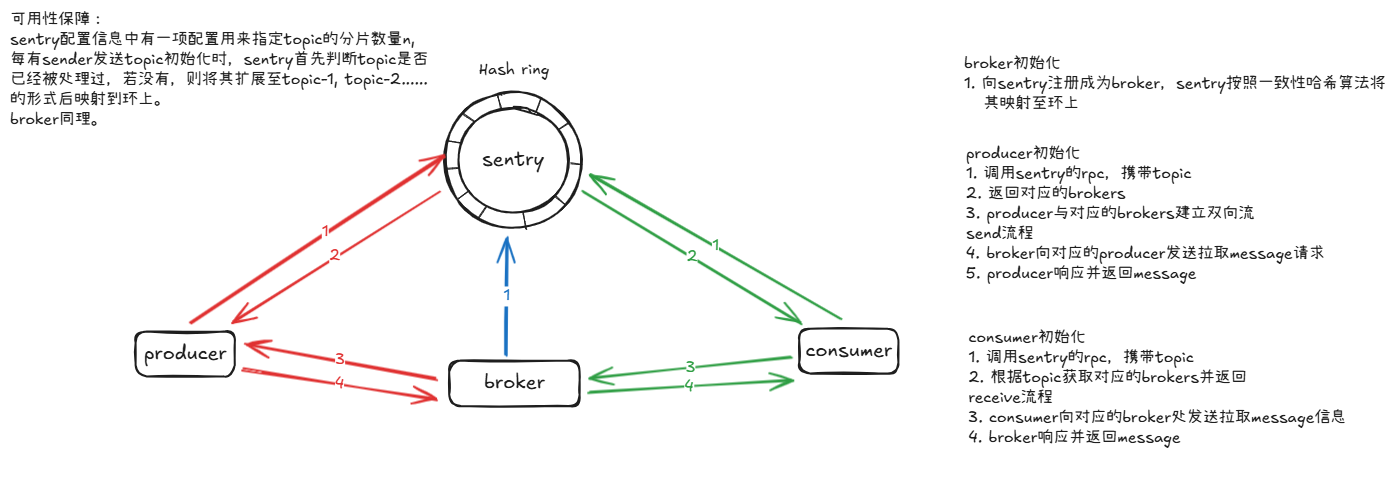 可用性保障：
sentry配置信息中有一项配置用来指定topic的分片数量n,
每有sender发送topic初始化时，sentry首先判断topic是否
已经被处理过，若没有，则将其扩展至topic-1, topic-2......
的形式后映射到环上。
broker同理。
Hash ring
sentry
1
2
1
2
1
producer
broker
consumer
3
4
3
4
broker初始化
1. 向sentry注册成为broker，sentry按照一致性哈希算法将
其映射至环上
producer初始化
1. 调用sentry的rpc，携带topic
2. 返回对应的brokers
3. producer与对应的brokers建立双向流
send流程
4. broker向对应的producer发送拉取message请求
5. producer响应并返回message
consumer初始化
1. 调用sentry的rpc，携带topic
2. 根据topic获取对应的brokers并返回
receive流程
3. consumer向对应的broker处发送拉取message信息
4. broker响应并返回message